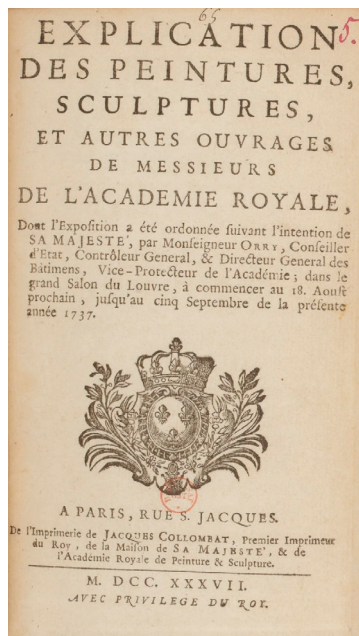 65
5.
EXPLICATION
DES PEINTURES,
SCULPTURES,
ET AUTRES OUVRAGES
DE MESSIEURS
DE L'ACADEMIE ROYALE,
Dont l'Exposition a été ordonnée ſuivant l'intention de
SA MAJESTE', par Monſeigneur ORRY, Conſeiller
d'Etat, Contrôleur General, & Directeur General des
Bâtimens, Vice-Protecteur de l'Académie; dans le
grand Salon du Louvre, à commencer au 18. Aouſt
prochain, juſqu'au cinq Septembre de la préſente
année 1737.
A PARIS, RUE S. JACQUES.
De l'Imprimerie de JACQUES COLLOMBAT, Premier Imprimeur
du Roy, de la Maiſon de SA MAJESTE', & de
l'Académie Royale de Peinture & Sculpture.
M. DCC. XXXVII.
AVEC PRIVILEGE DU ROY.